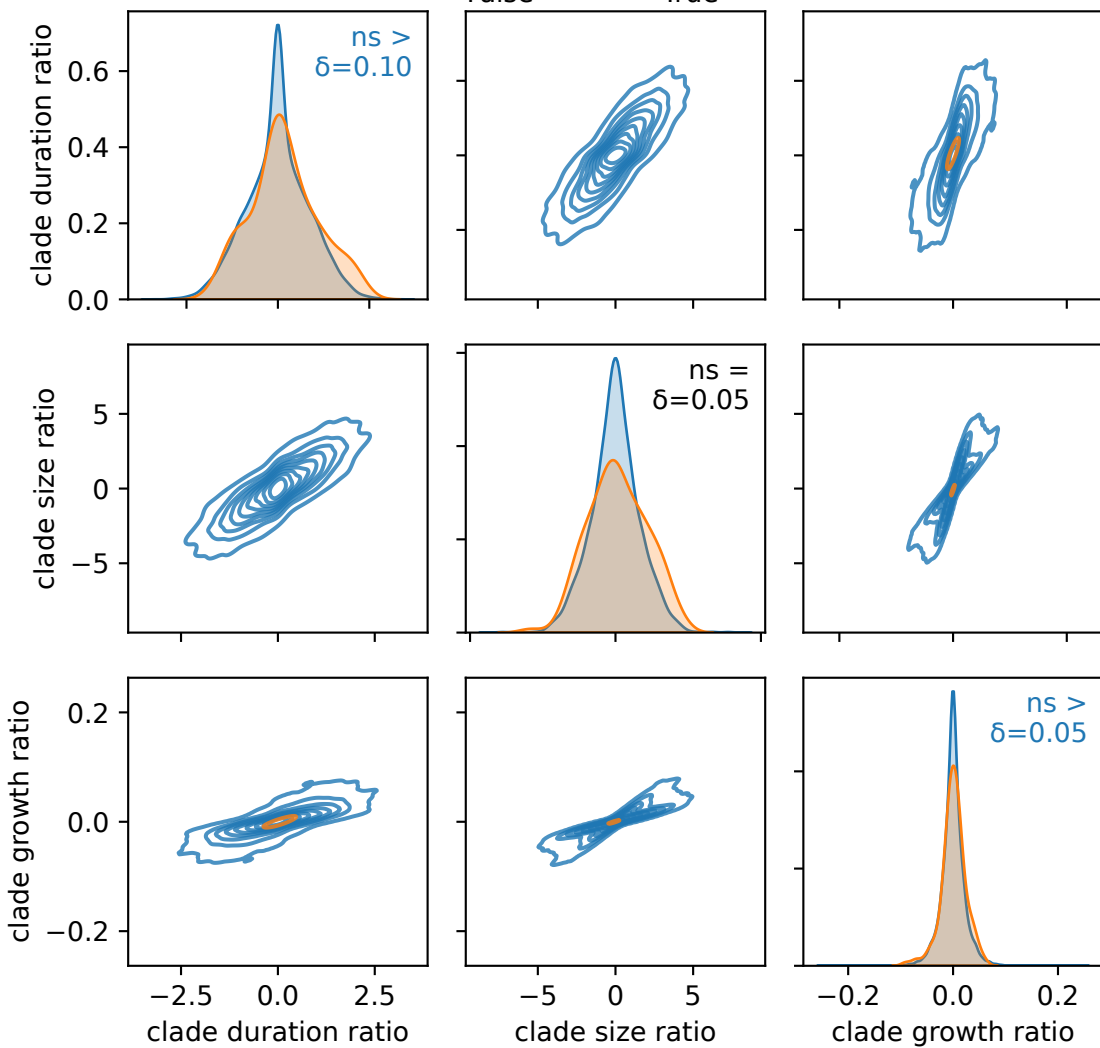 True
clade duration ratio
0.6
0.4
0.2
0.0
ns >
δ=0.10
clade size ratio
5
0
−5
ns =
δ=0.05
clade growth ratio
0.2
0.0
−0.2
ns >
δ=0.05
−2.5 0.0 2.5
clade duration ratio
−5 0 5
clade size ratio
−0.2 0.0 0.2
clade growth ratio